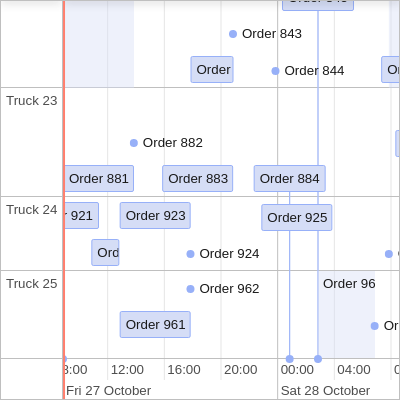 Order 843
Order
Order 844
Truck 23
Order 882
Order 881
Order 883
Order 884
Truck 24
921
Order 923
Order 925
Ord
Order 924
Truck 25
Order 96
Order 962
Order 961
Or
8:00
12:00
16:00
20:00
00:00
04:00
Fri 27 October
Sat 28 October